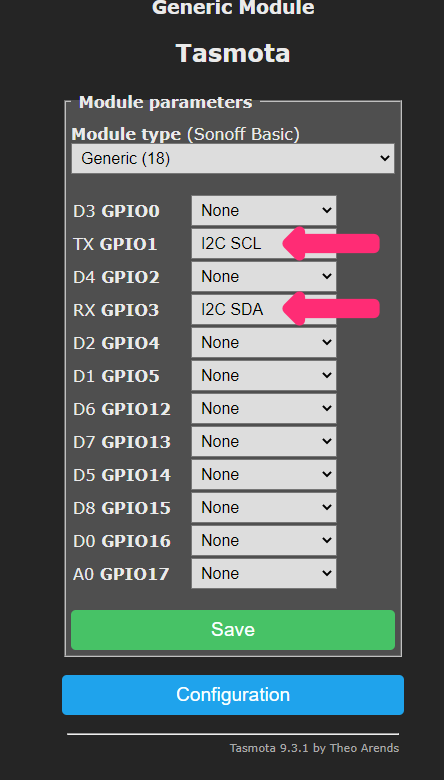 Generic Module
Tasmota
Module parameters
Module type (Sonoff Basic)
Generic (18)
D3 GPIO0 None
TX GPIO1 I2C SCL
D4 GPIO2 None
RX GPIO3 I2C SDA
D2 GPIO4 None
D1 GPIO5 None
D6 GPIO12 None
D7 GPIO13 None
D5 GPIO14 None
D8 GPIO15 None
D0 GPIO16 None
A0 GPIO17 None
Save
Configuration
Tasmota 9.3.1 by Theo Arends